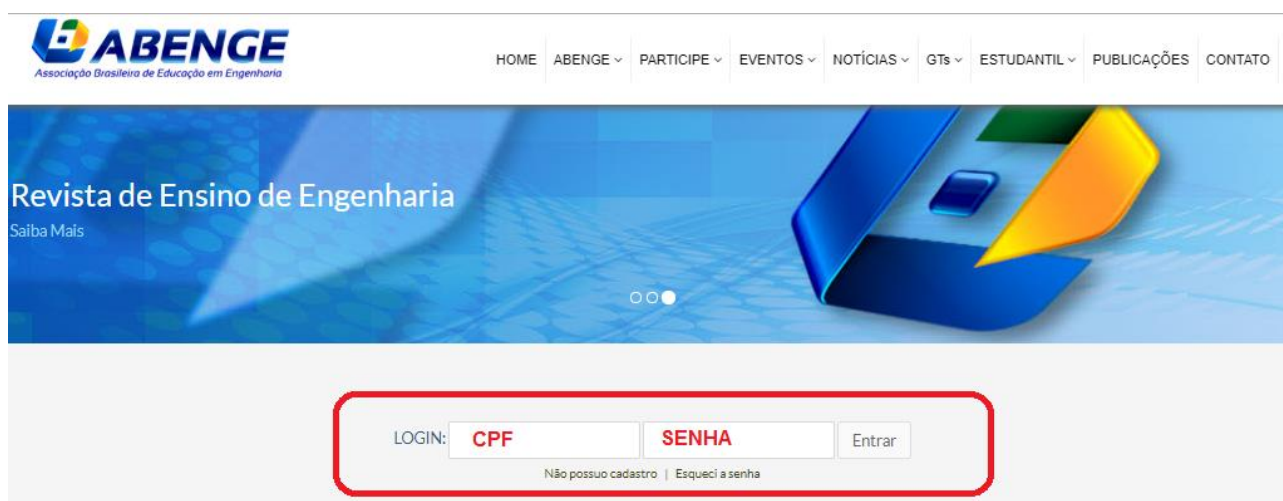 ABENGE
Associação Brasileira de Educação em Engenharia
HOME ABENGE PARTICIPE EVENTOS NOTÍCIAS GTs ESTUDANTIL PUBLICAÇÕES CONTATO
Revista de Ensino de Engenharia
Saiba Mais
LOGIN: CPF SENHA Entrar
Não possuo cadastro | Esqueci a senha